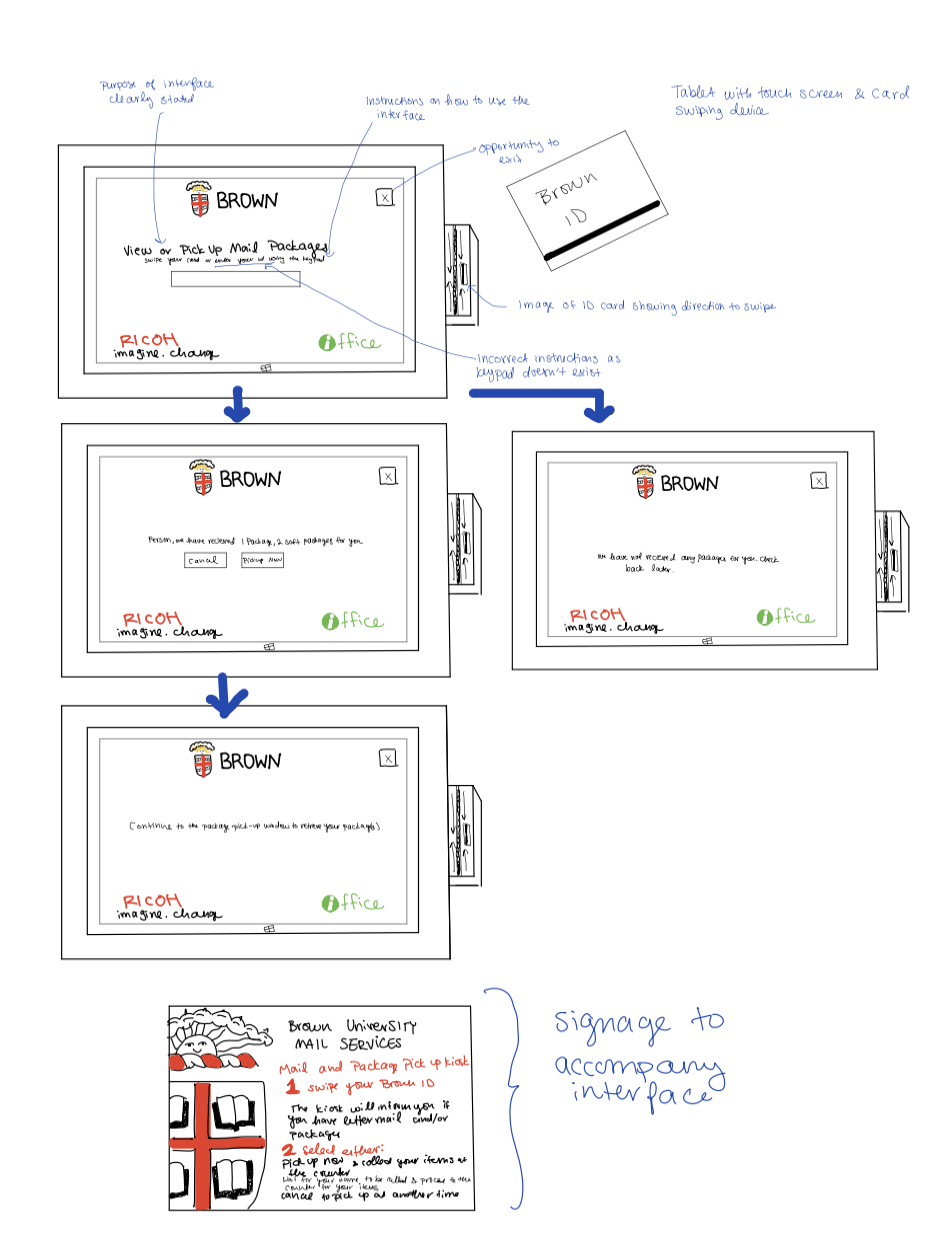 Purpose of interface
clearly stated
Instructions on how to use the
interface
Tablet with touch screen & Card
swiping device
opportunity to
exit
Brown
ID
BROWN
X
View or Pick Up Mail Packages
swipe your card or enter your id using the keypad
Image of ID card showing direction to swipe
RICOH
imagine. change
iffice
Incorrect instructions as
keypad doesn't exist
BROWN
X
Person, we have received 1 Package, 2 soft packages for you
Cancel
Pickup Now
RICOH
imagine. change
iffice
BROWN
X
we have not received any packages for you. Check
back later.
RICOH
imagine. change
iffice
BROWN
X
(Continue to the package pick-up window to retrieve your packages)
RICOH
imagine. change
iffice
Brown University
MAIL SERVICES
Mail and Package Pick up kiosk
1 swipe your Brown ID
The kiosk will inform you if
you have letter mail and/or
packages
2 Select either:
Pick up now & collect your items at
the counter
Wait for your name to be called & proceed to the
counter for your items
cancel to pick up at another time
signage to
accompany
interface